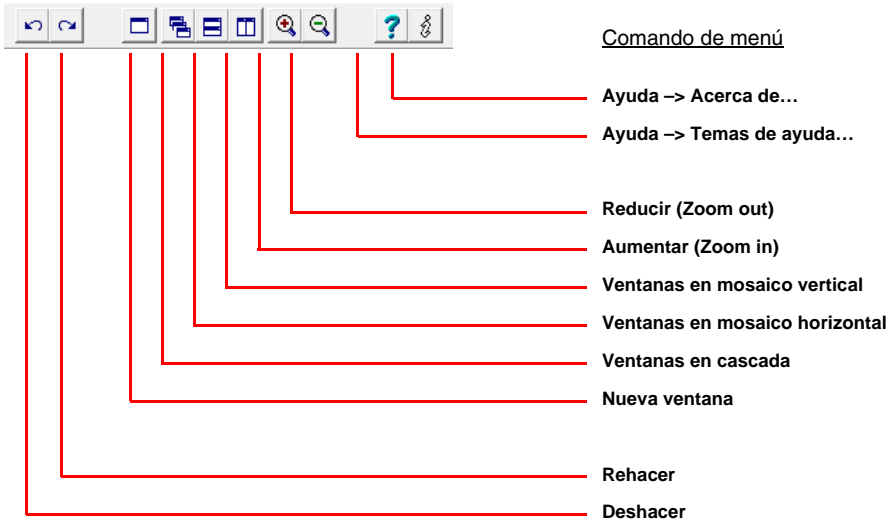 Comando de menú
Ayuda –> Acerca de…
Ayuda –> Temas de ayuda…
Reducir (Zoom out)
Aumentar (Zoom in)
Ventanas en mosaico vertical
Ventanas en mosaico horizontal
Ventanas en cascada
Nueva ventana
Rehacer
Deshacer